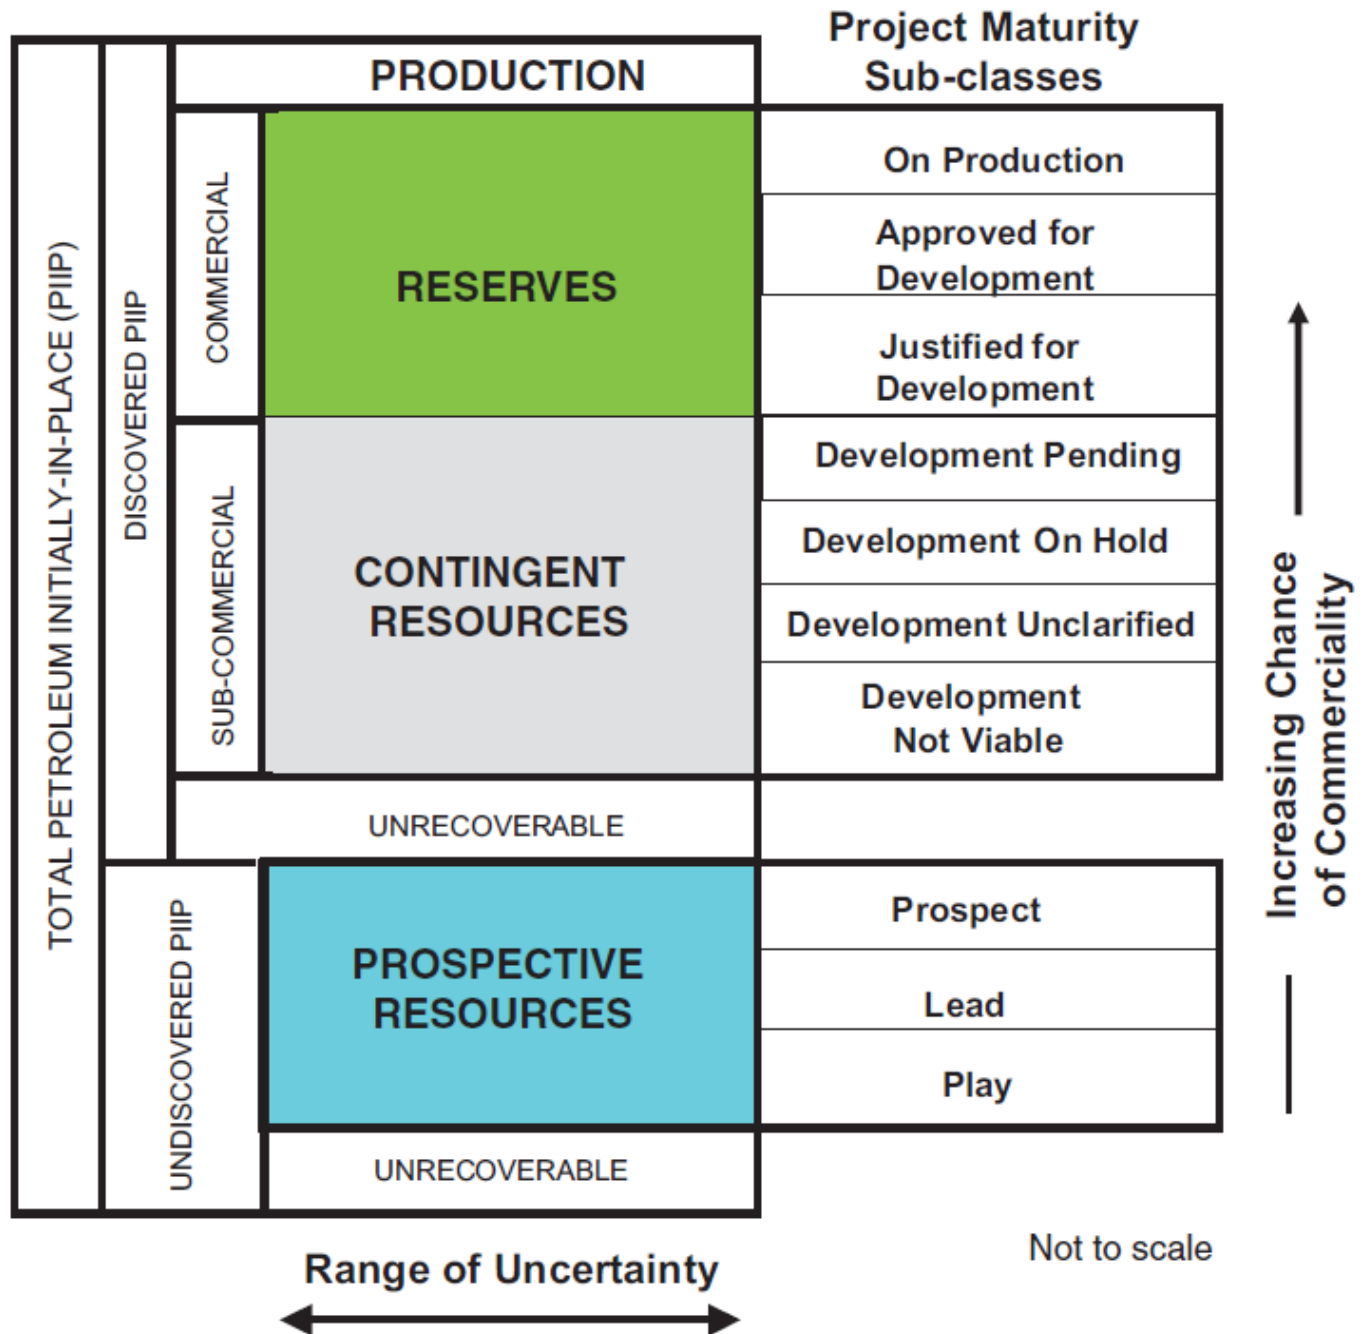 Project Maturity
Sub-classes
PRODUCTION
TOTAL PETROLEUM INITIALLY-IN-PLACE (PIIP)
DISCOVERED PIIP
COMMERCIAL
RESERVES
On Production
Approved for
Development
Justified for
Development
SUB-COMMERCIAL
CONTINGENT
RESOURCES
Development Pending
Development On Hold
Development Unclarified
Development
Not Viable
UNRECOVERABLE
UNDISCOVERED PIIP
PROSPECTIVE
RESOURCES
Prospect
Lead
Play
UNRECOVERABLE
Increasing Chance
of Commerciality
Range of Uncertainty
Not to scale